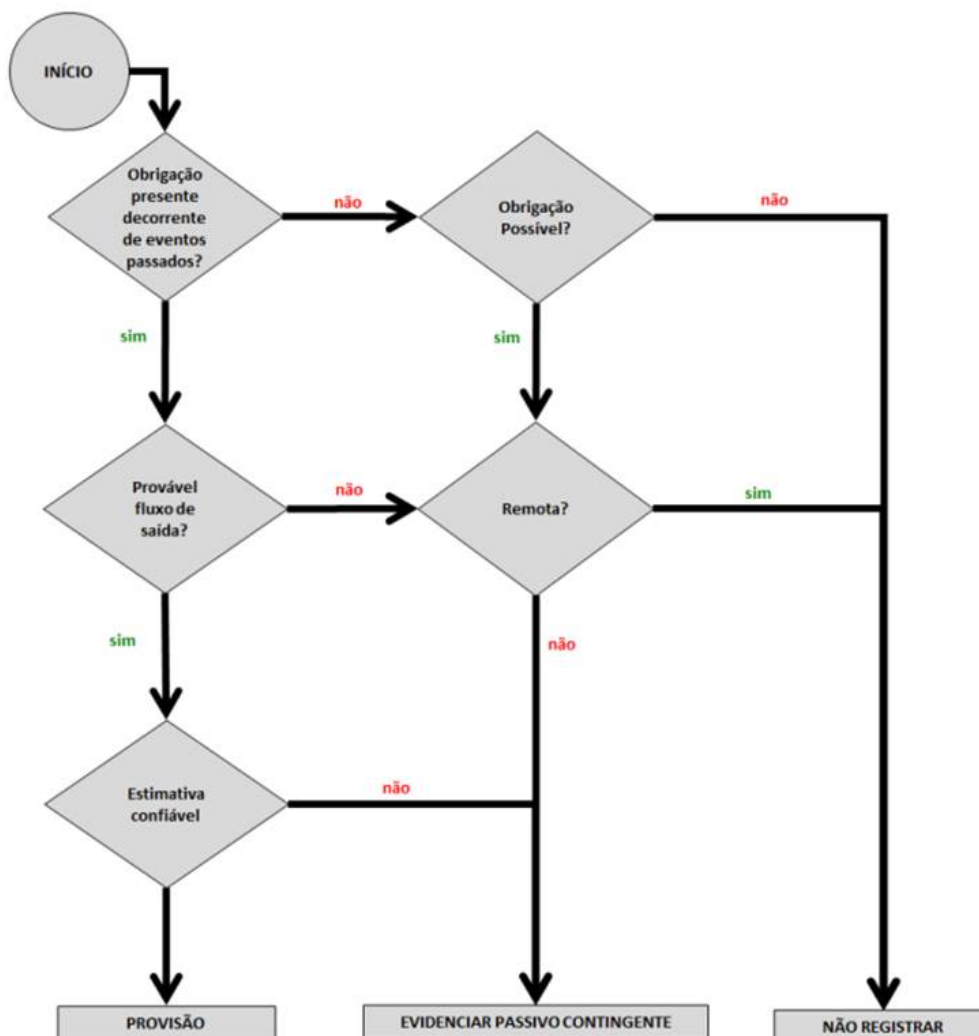 INÍCIO
Obrigação
presente
decorrente
de eventos
passados?
não
Obrigação
Possível?
não
sim
sim
Provável
fluxo de
saída?
não
Remota?
sim
sim
não
Estimativa
confiável
não
PROVISÃO
EVIDENCIAR PASSIVO CONTINGENTE
NÃO REGISTRAR